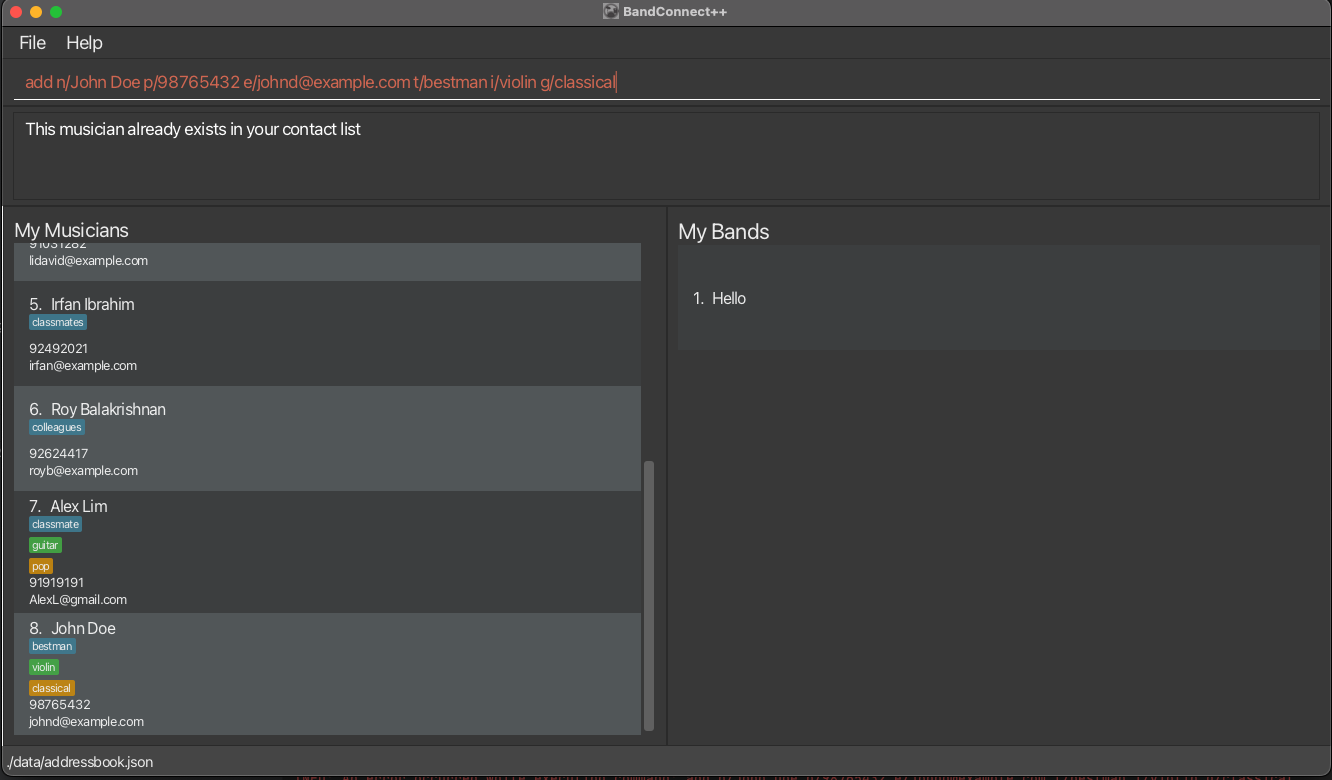 BandConnect++
File Help
add n/John Doe p/98765432 e/johnd@example.com t/bestman i/violin g/classical
This musician already exists in your contact list
My Musicians
91031282
lidavid@example.com
5. Irfan Ibrahim
classmates
92492021
irfan@example.com
6. Roy Balakrishnan
colleagues
92624417
royb@example.com
7. Alex Lim
classmate
guitar
pop
91919191
AlexL@gmail.com
8. John Doe
bestman
violin
classical
98765432
johnd@example.com
My Bands
1. Hello
./data/addressbook.json